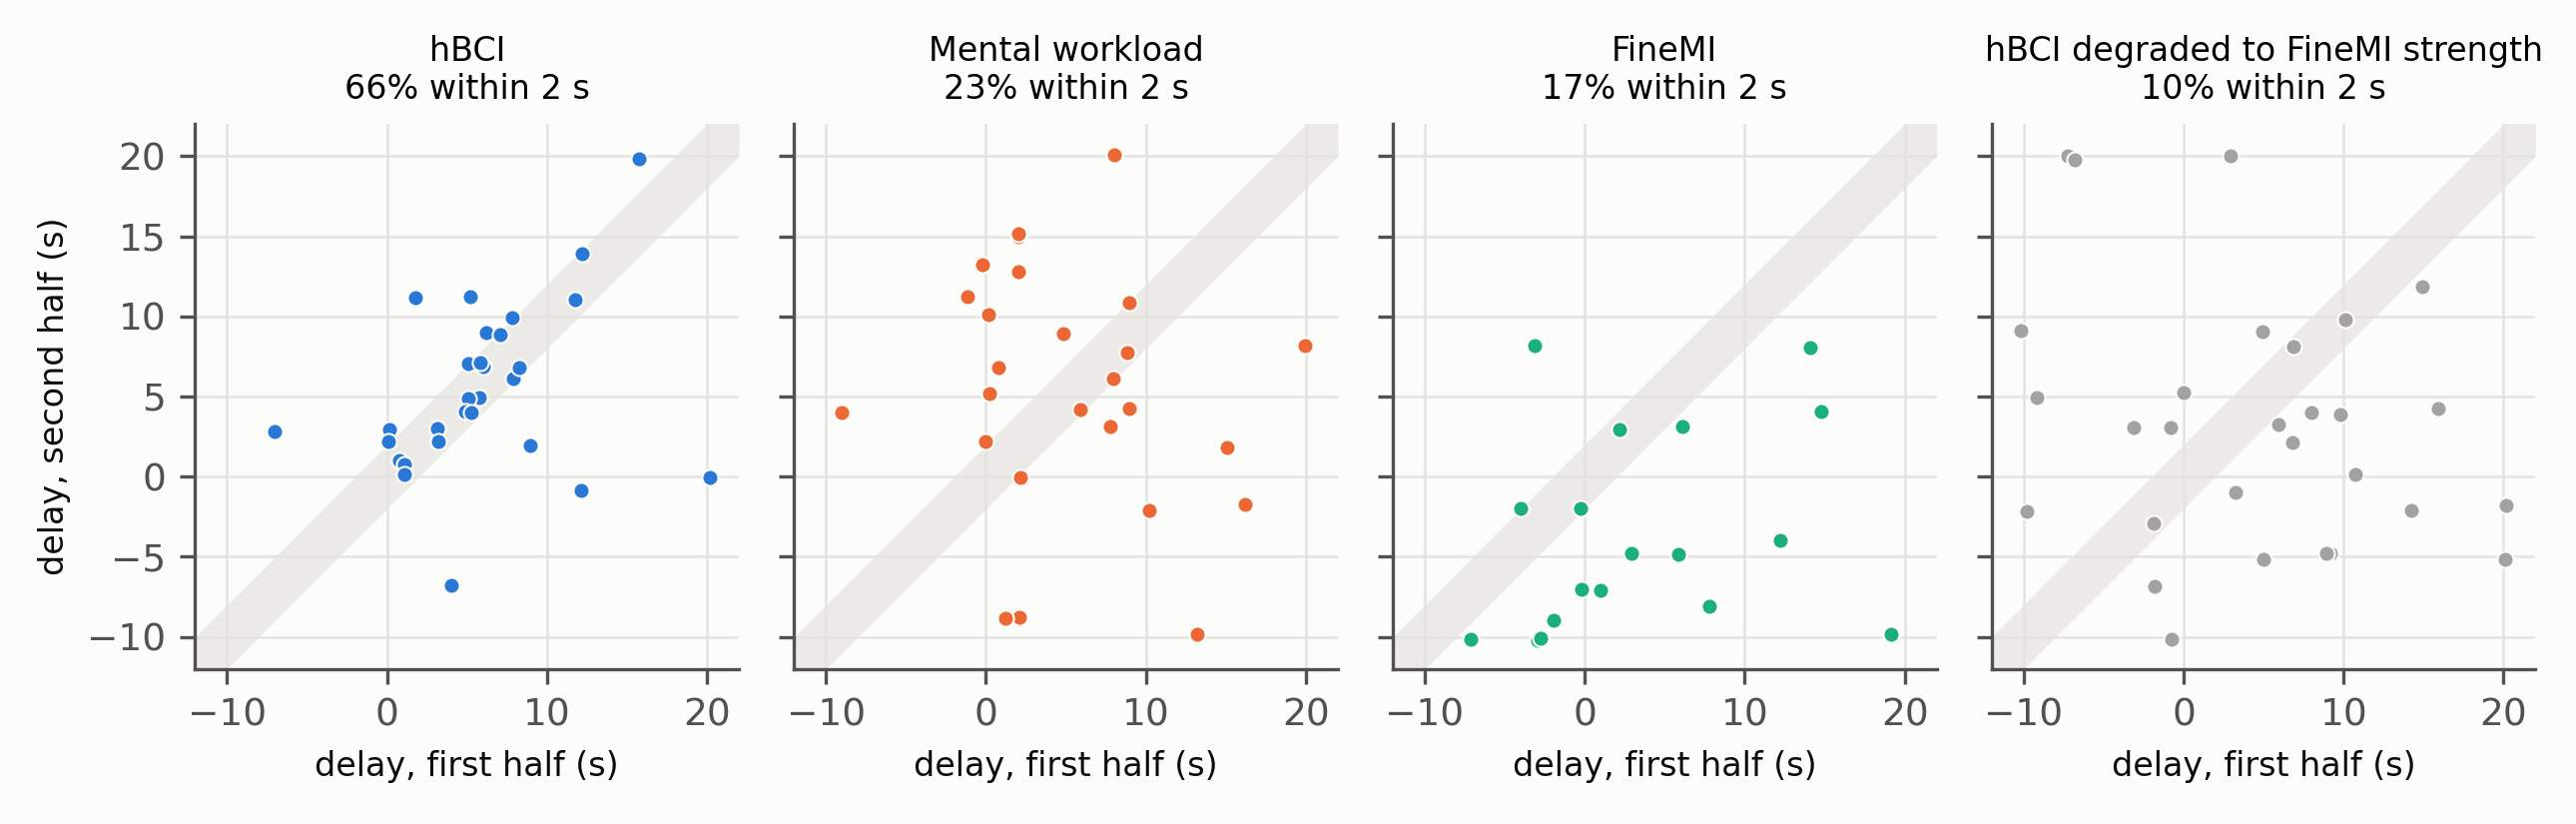 hBCI
66% within 2 s
Mental workload
23% within 2 s
FineMI
17% within 2 s
hBCI degraded to FineMI strength
10% within 2 s
delay, second half (s)
20
15
10
5
0
−5
−10
−10 0 10 20
−10 0 10 20
−10 0 10 20
−10 0 10 20
delay, first half (s)
delay, first half (s)
delay, first half (s)
delay, first half (s)